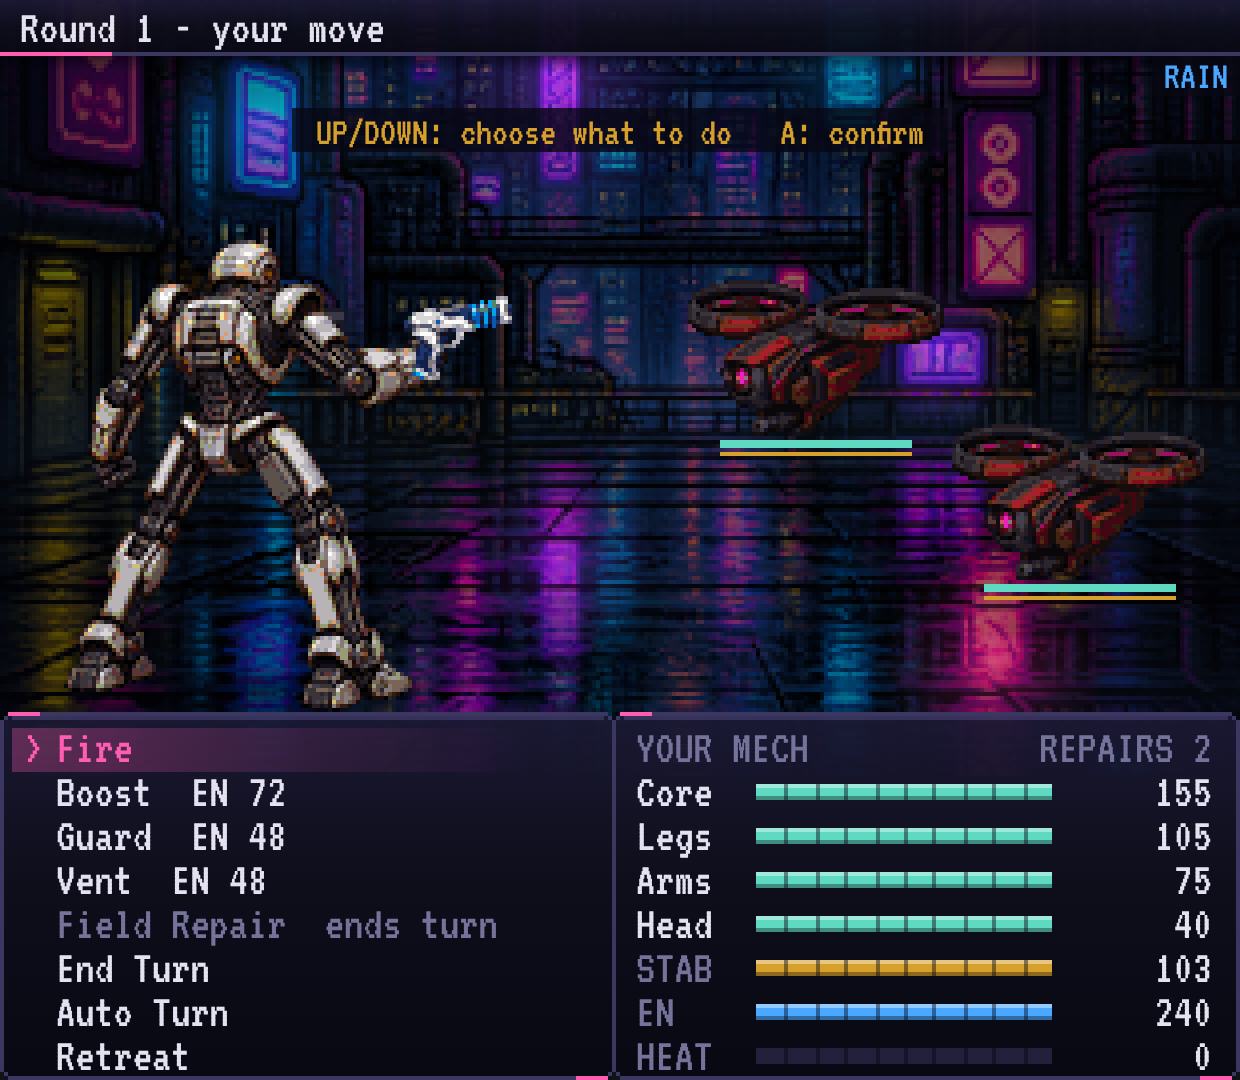 Round 1 - your move
RAIN
UP/DOWN: choose what to do A: confirm
> Fire
Boost EN 72
Guard EN 48
Vent EN 48
Field Repair ends turn
End Turn
Auto Turn
Retreat
YOUR MECH REPAIRS 2
Core 155
Legs 105
Arms 75
Head 40
STAB 103
EN 240
HEAT 0